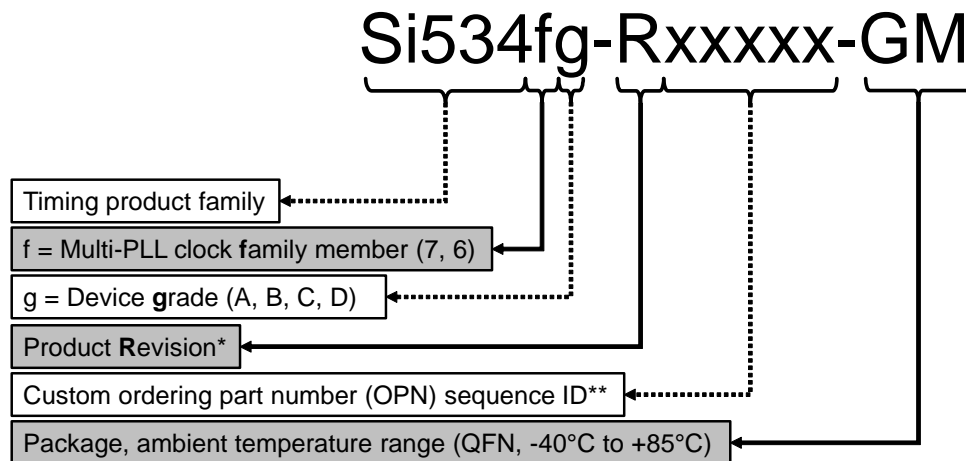 Si534fg-Rxxxxx-GM
Timing product family
f = Multi-PLL clock family member (7, 6)
g = Device grade (A, B, C, D)
Product Revision*
Custom ordering part number (OPN) sequence ID**
Package, ambient temperature range (QFN, -40°C to +85°C)